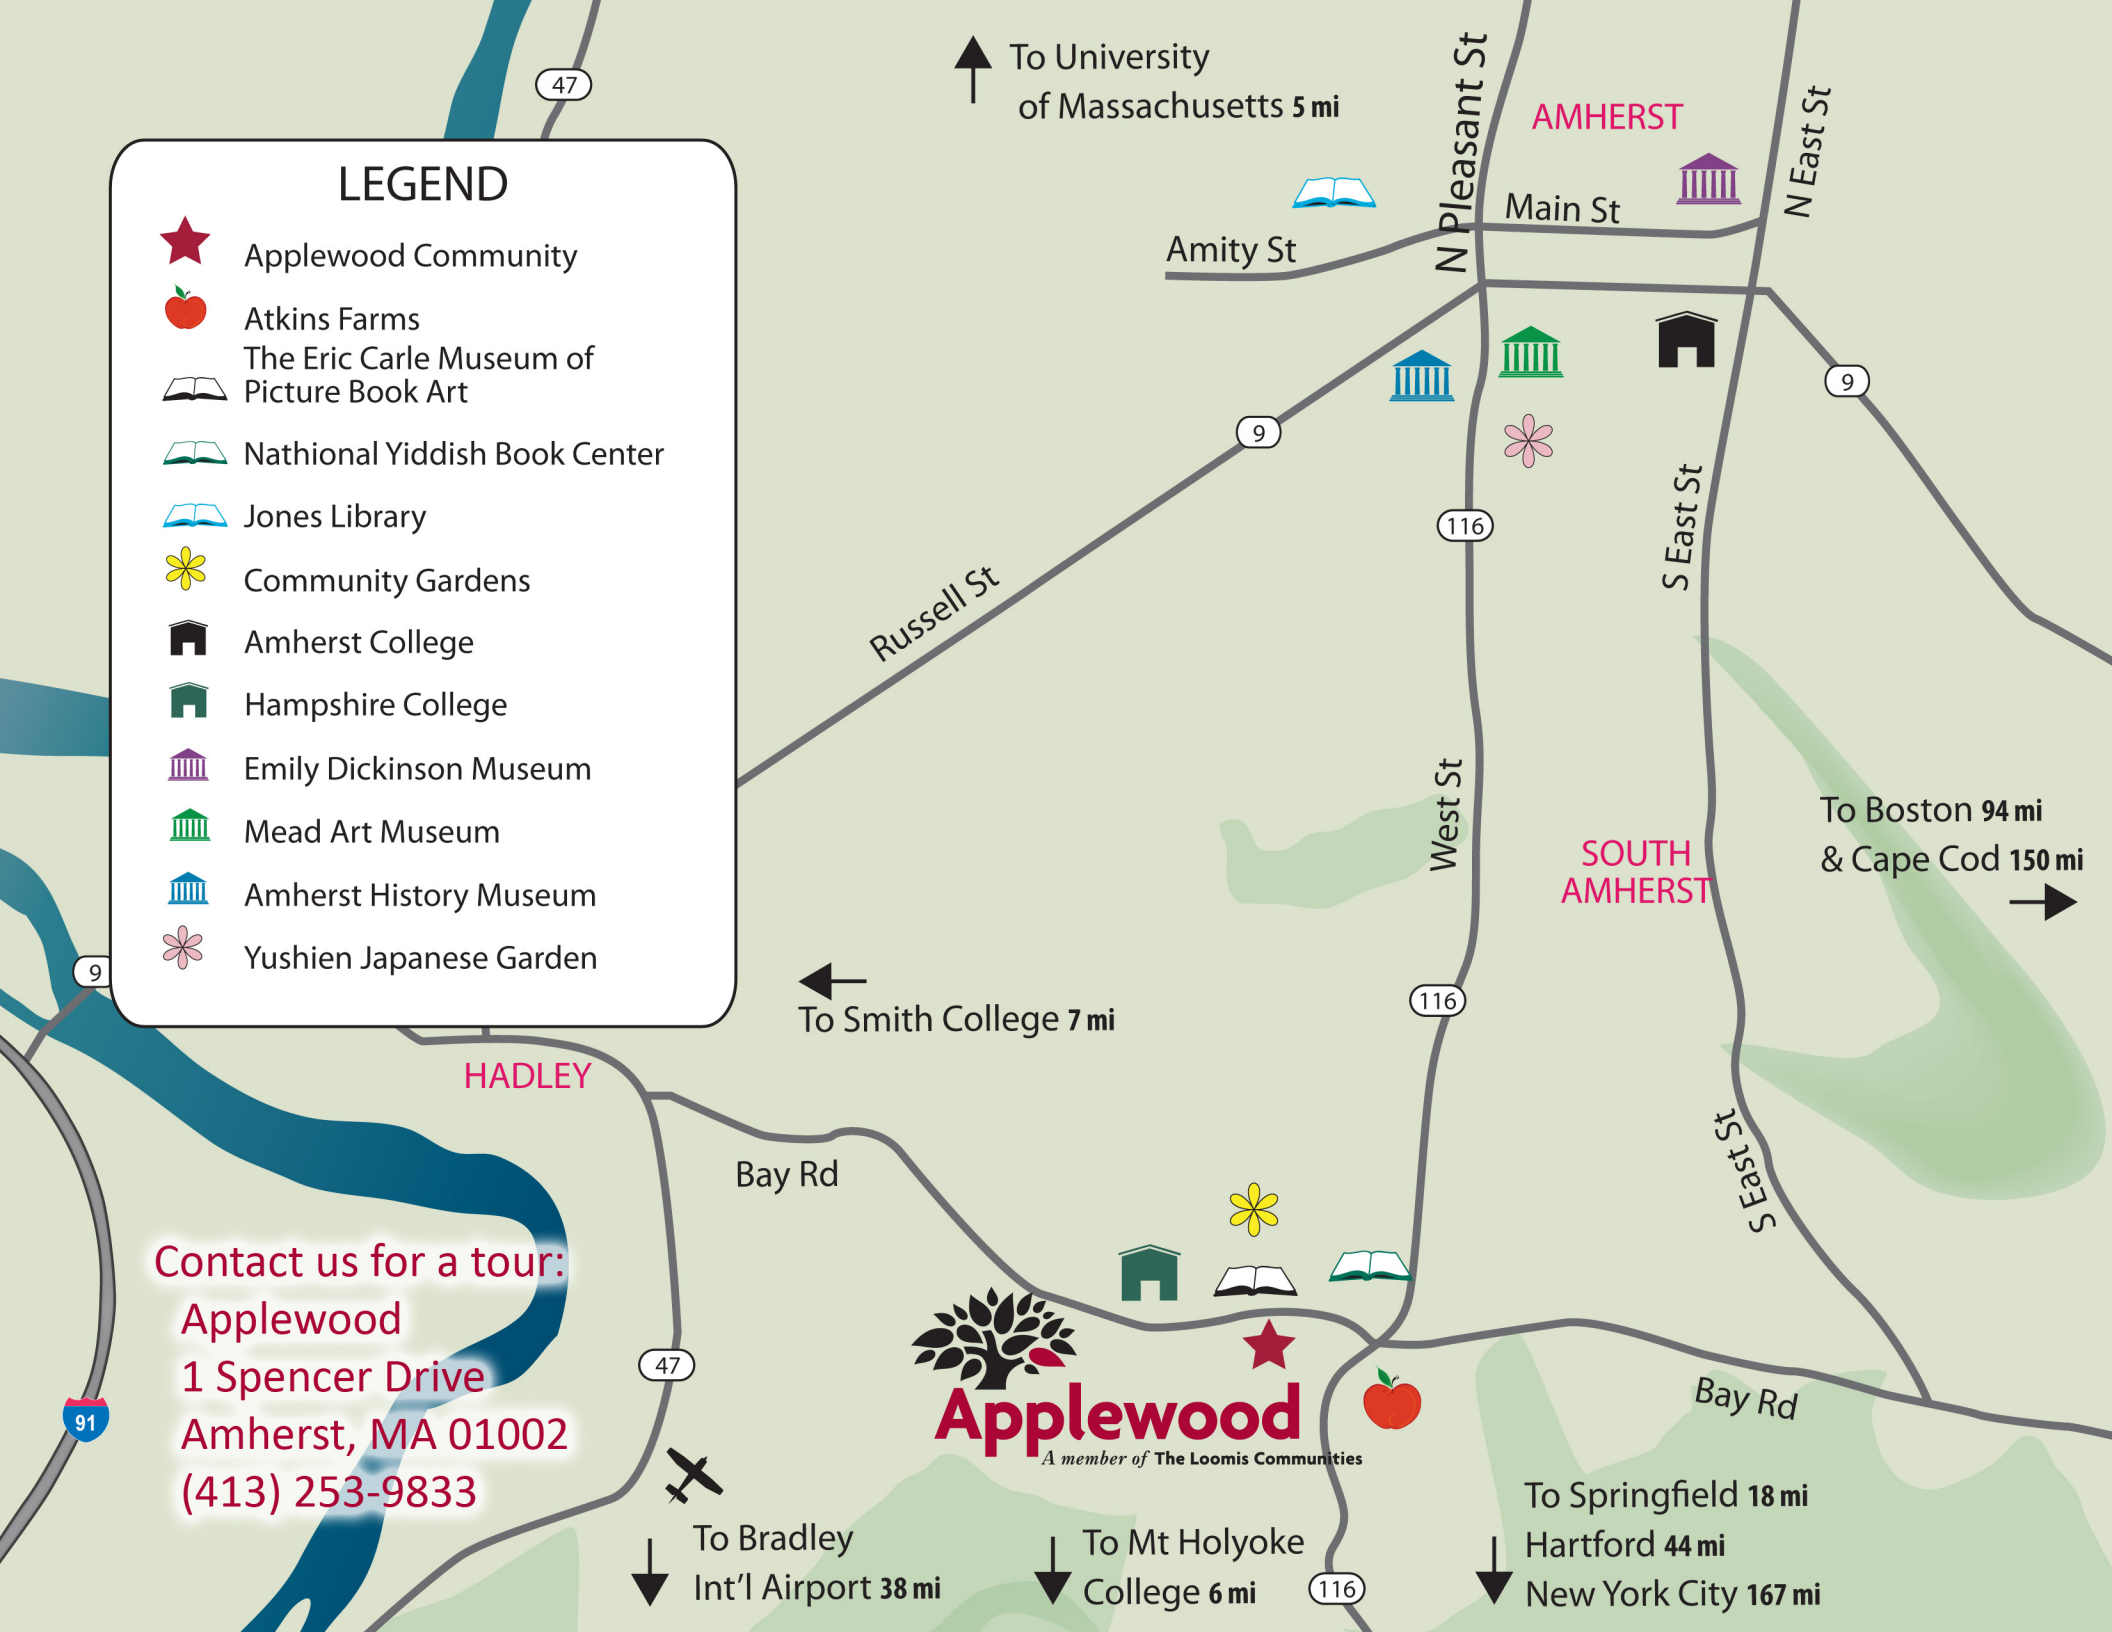 47
To University
of Massachusetts 5 mi
N Pleasant St
AMHERST
N East St
Main St
Amity St
LEGEND
Applewood Community
Atkins Farms
The Eric Carle Museum of
Picture Book Art
Nathional Yiddish Book Center
Jones Library
Community Gardens
Amherst College
Hampshire College
Emily Dickinson Museum
Mead Art Museum
Amherst History Museum
Yushien Japanese Garden
9
9
116
S East St
Russell St
West St
To Boston 94 mi
& Cape Cod 150 mi
SOUTH
AMHERST
9
116
To Smith College 7 mi
HADLEY
Bay Rd
S East St
Contact us for a tour:
Applewood
1 Spencer Drive
Amherst, MA 01002
(413) 253-9833
47
91
Applewood
A member of The Loomis Communities
Bay Rd
To Bradley
Int'l Airport 38 mi
To Mt Holyoke
College 6 mi
116
To Springfield 18 mi
Hartford 44 mi
New York City 167 mi